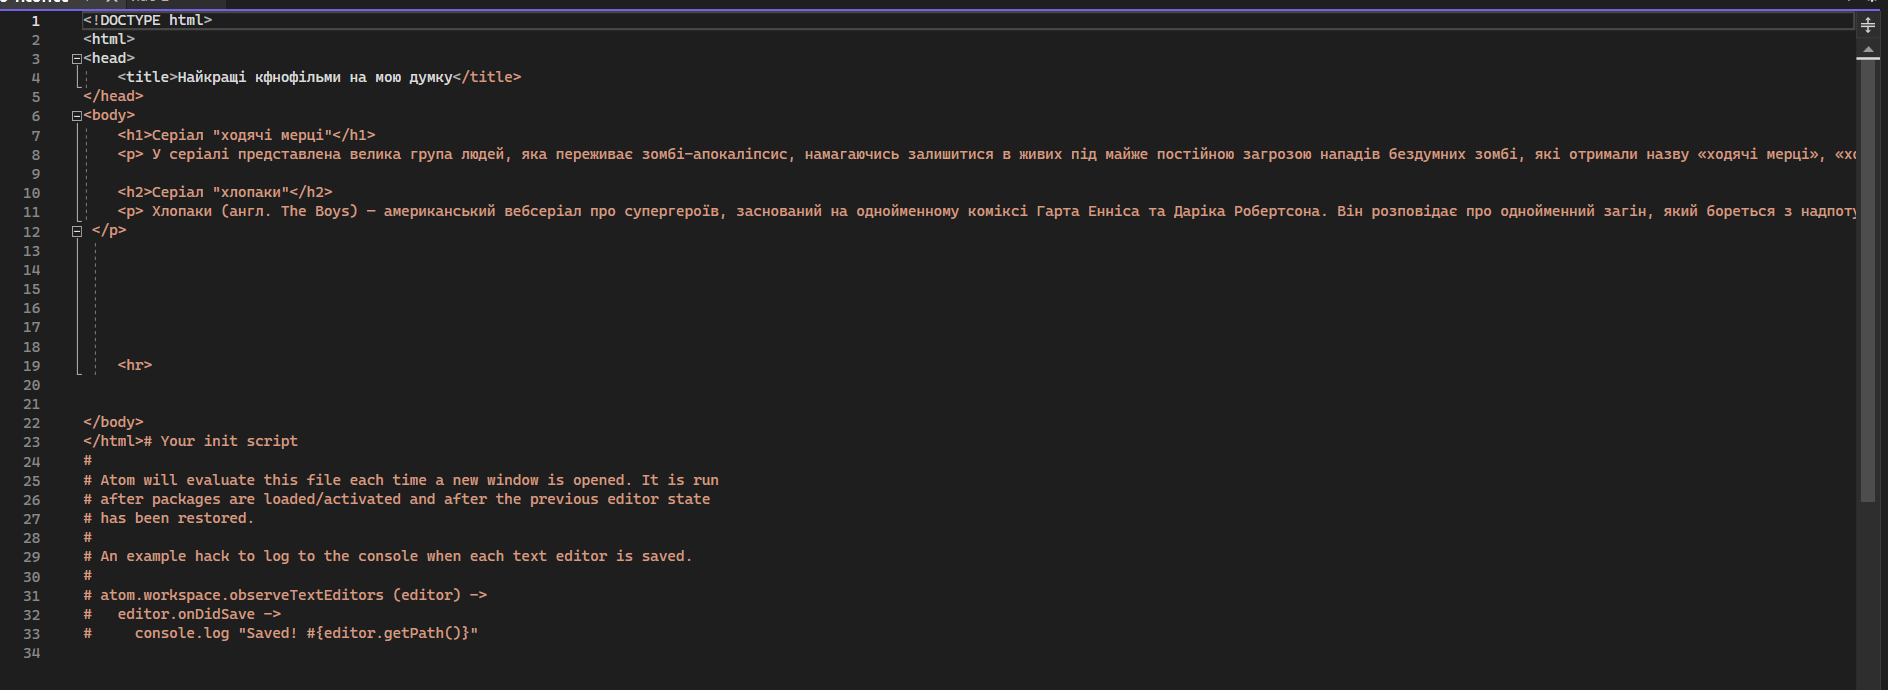 1 <!DOCTYPE html>
2 <html>
3 <head>
4 <title>Найкращі кфнофільми на мою думку</title>
5 </head>
6 <body>
7 <h1>Серіал "ходячі мерці"</h1>
8 <p> У серіалі представлена велика група людей, яка переживає зомбі-апокаліпсис, намагаючись залишитися в живих під майже постійною загрозою нападів бездумних зомбі, які отримали назву «ходячі мерці»,
9
10 <h2>Серіал "хлопаки"</h2>
11 <p> Хлопаки (англ. The Boys) — американський вебсеріал про супергероїв, заснований на однойменному коміксі Гарта Енніса та Даріка Робертсона. Він розповідає про однойменний загін, який бореться з
12 </p>
13
14
15
16
17
18
19 <hr>
20
21
22 </body>
23 </html># Your init script
24 #
25 # Atom will evaluate this file each time a new window is opened. It is run
26 # after packages are loaded/activated and after the previous editor state
27 # has been restored.
28 #
29 # An example hack to log to the console when each text editor is saved.
30 #
31 # atom.workspace.observeTextEditors (editor) ->
32 #   editor.onDidSave ->
33 #     console.log "Saved! #{editor.getPath()}"
34